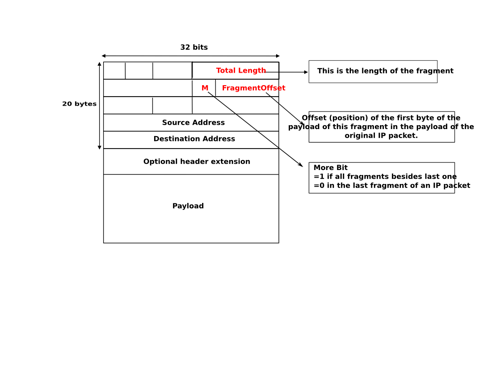 32 bits
Total Length
This is the length of the fragment
M
FragmentOffset
20 bytes
Offset (position) of the first byte of the
payload of this fragment in the payload of the
original IP packet.
Source Address
Destination Address
Optional header extension
More Bit
=1 if all fragments besides last one
=0 in the last fragment of an IP packet
Payload